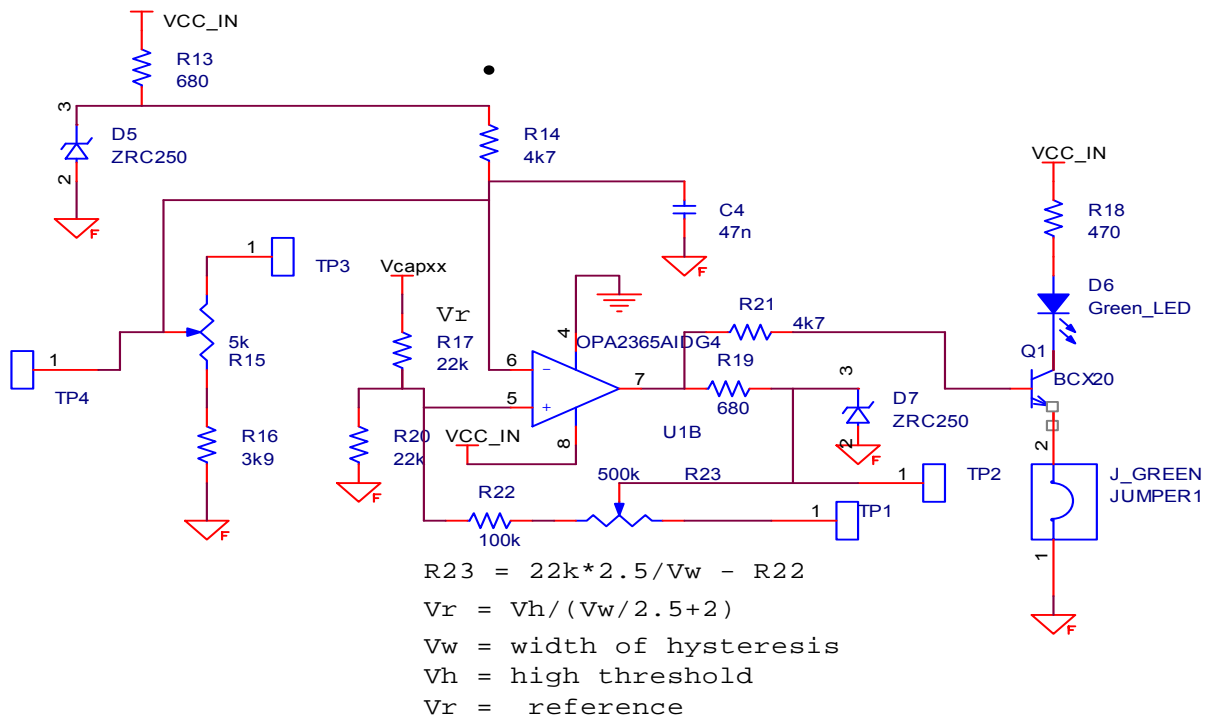 VCC_IN
R13
680
3
D5
ZRC250
2
F
R14
4k7
C4
47n
F
VCC_IN
R18
470
D6
Green_LED
1
TP3
Vcapxx
Vr
R17
22k
4
OPA2365AIDG4
R21
4k7
Q1
BCX20
5k
R15
1
TP4
6
5
7
R19
680
3
D7
ZRC250
2
F
R16
3k9
F
R20
22k
F
VCC_IN
8
U1B
2
J_GREEN
JUMPER1
1
F
R22
100k
500k
R23
1
TP2
1
TP1
R23 = 22k*2.5/Vw - R22
Vr = Vh/(Vw/2.5+2)
Vw = width of hysteresis
Vh = high threshold
Vr = reference